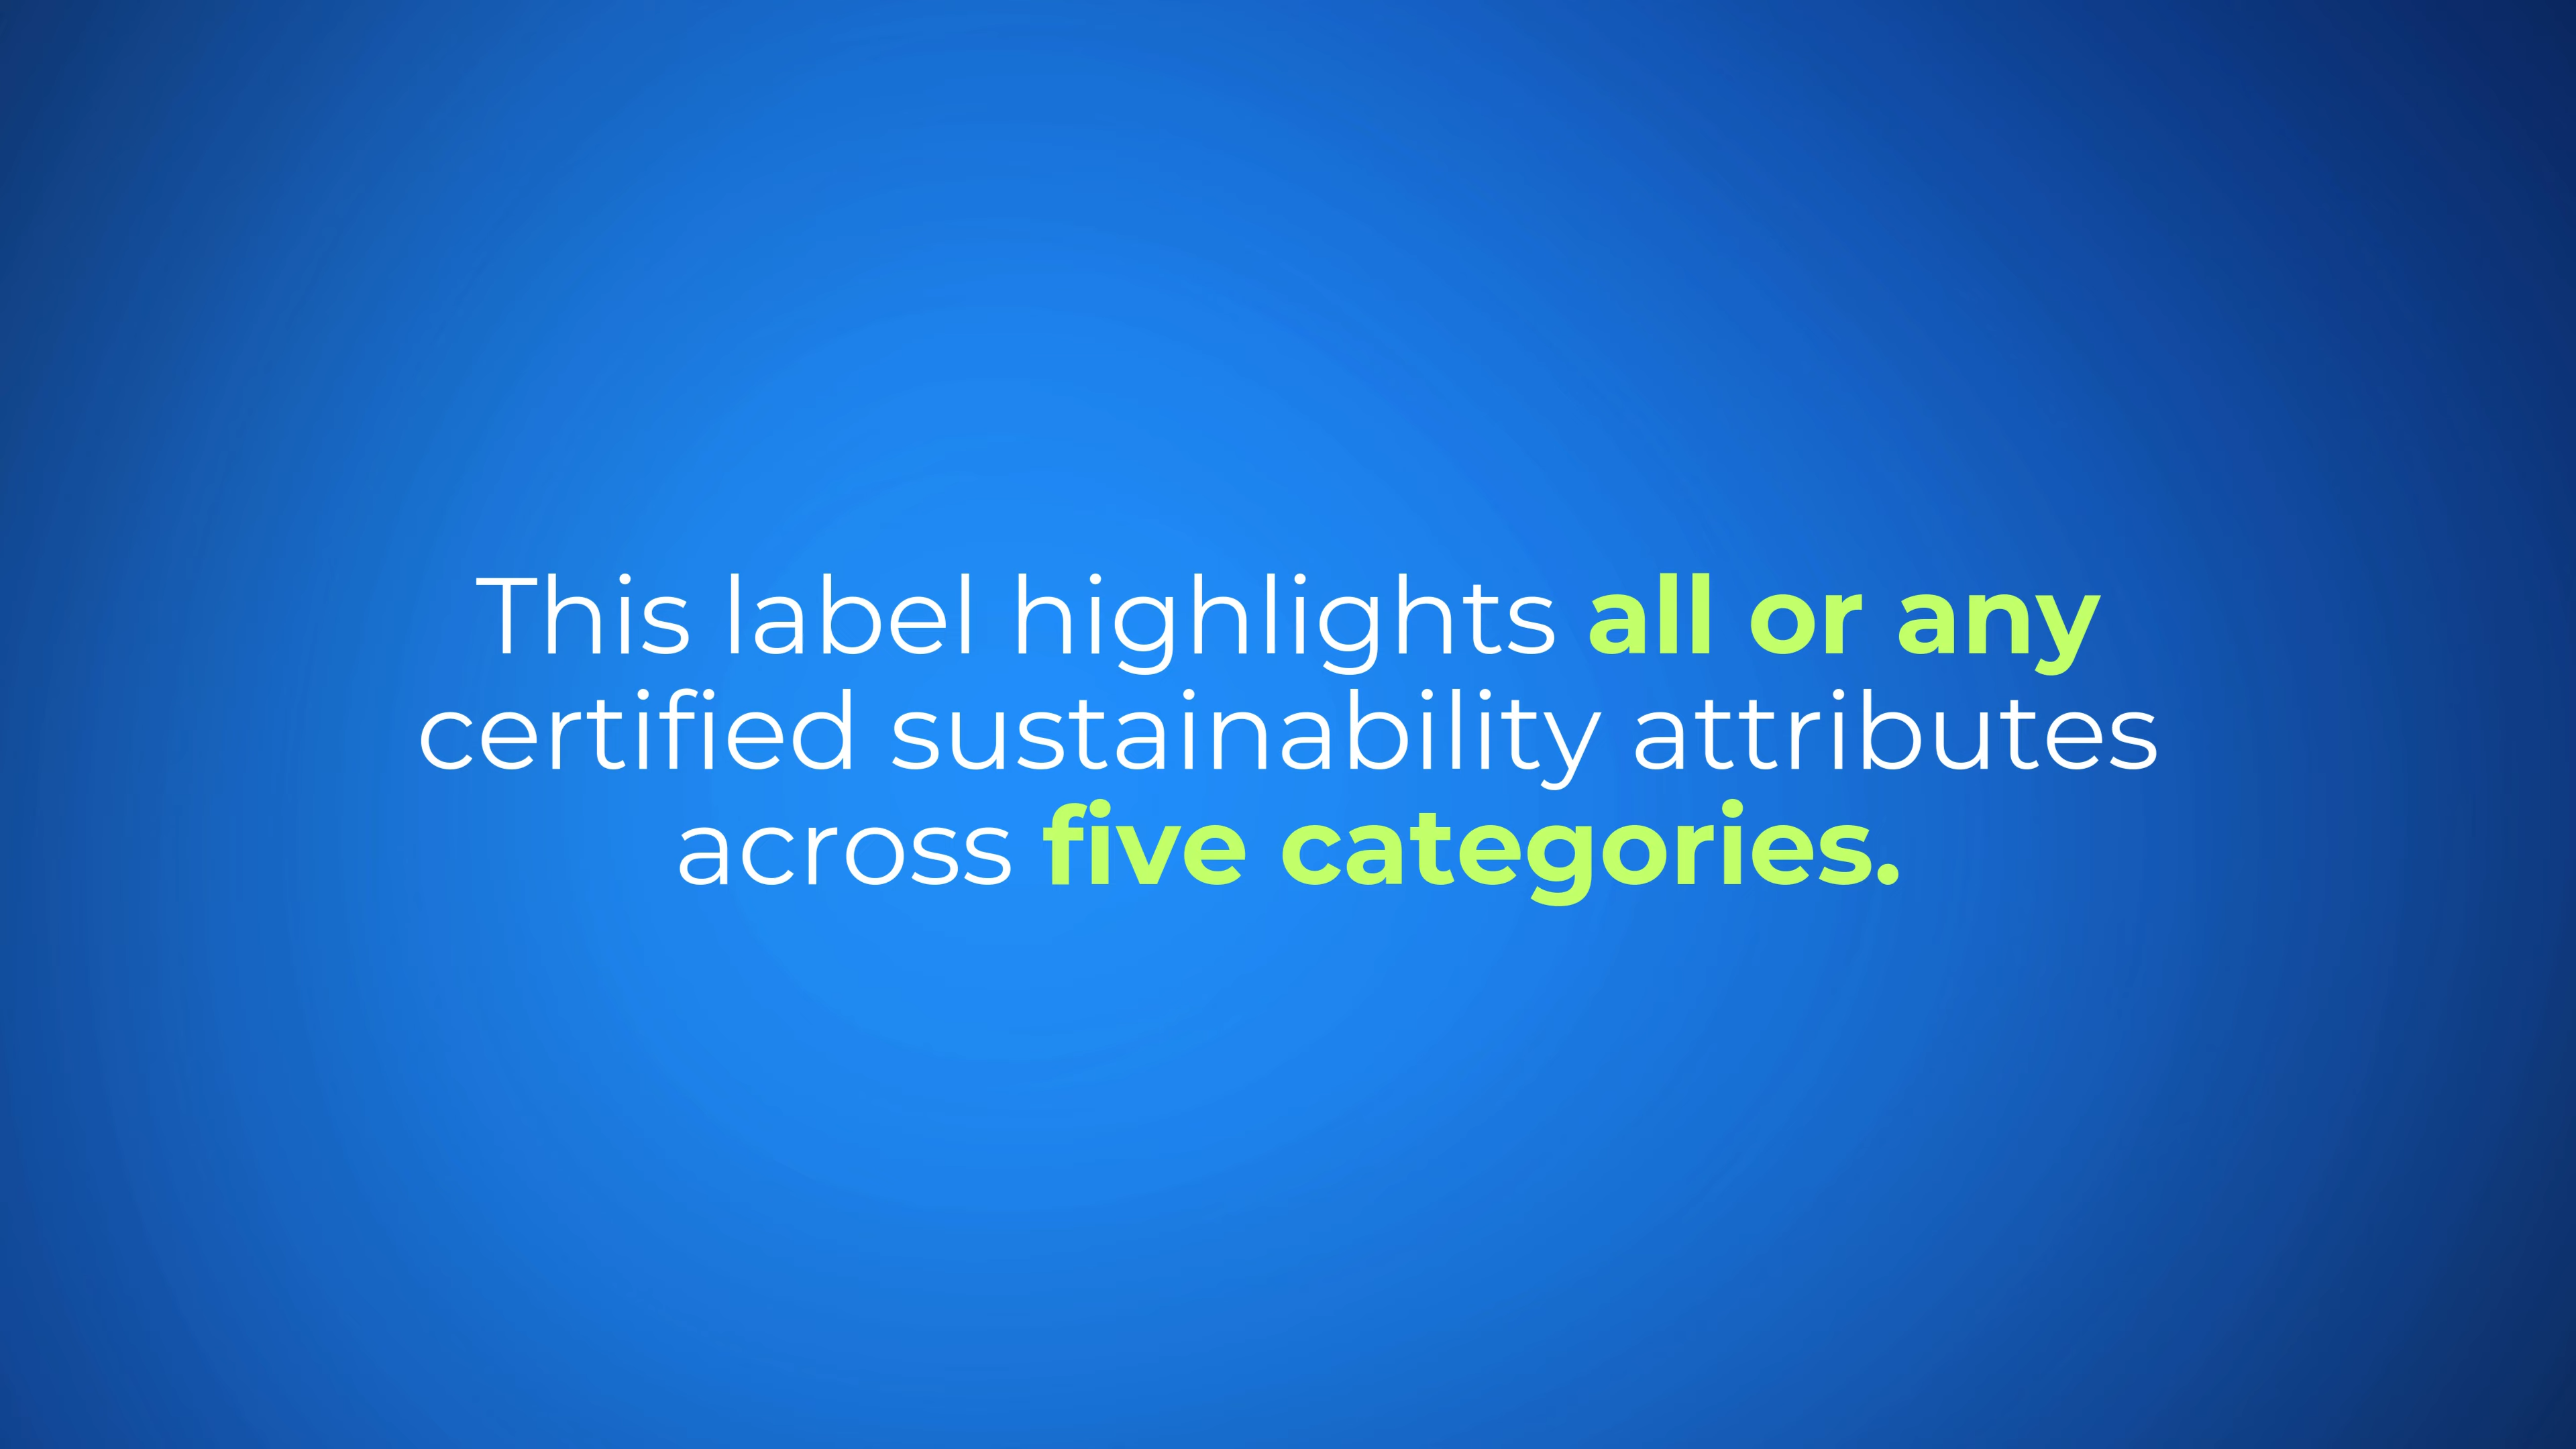 This label highlights all or any
certified sustainability attributes
across five categories.